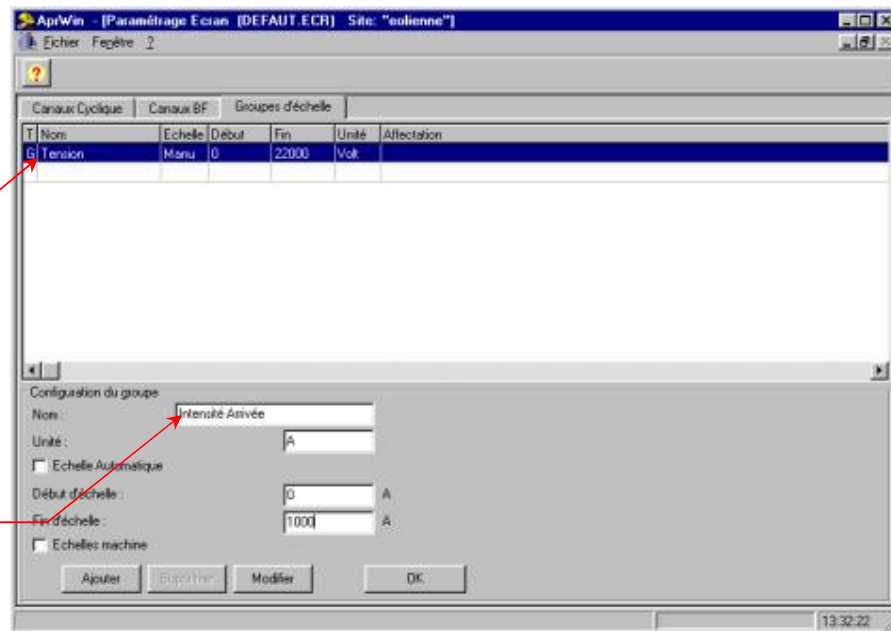 AprWin - [Paramétrage Ecran (DEFAUT.ECR) Site: "eolienne"]
Fichier Fenêtre ?
Canaux Cyclique Canaux BF Groupes d'échelle
T Nom Echelle Début Fin Unité Affectation
G Tension Manu 0 22000 Volt
Configuration du groupe
Nom : Intensité Arrivée
Unité : A
Echelle Automatique
Début d'échelle : 0 A
Fin d'échelle : 1000 A
Echelles machine
Ajouter Supprimer Modifier OK
13:32:22